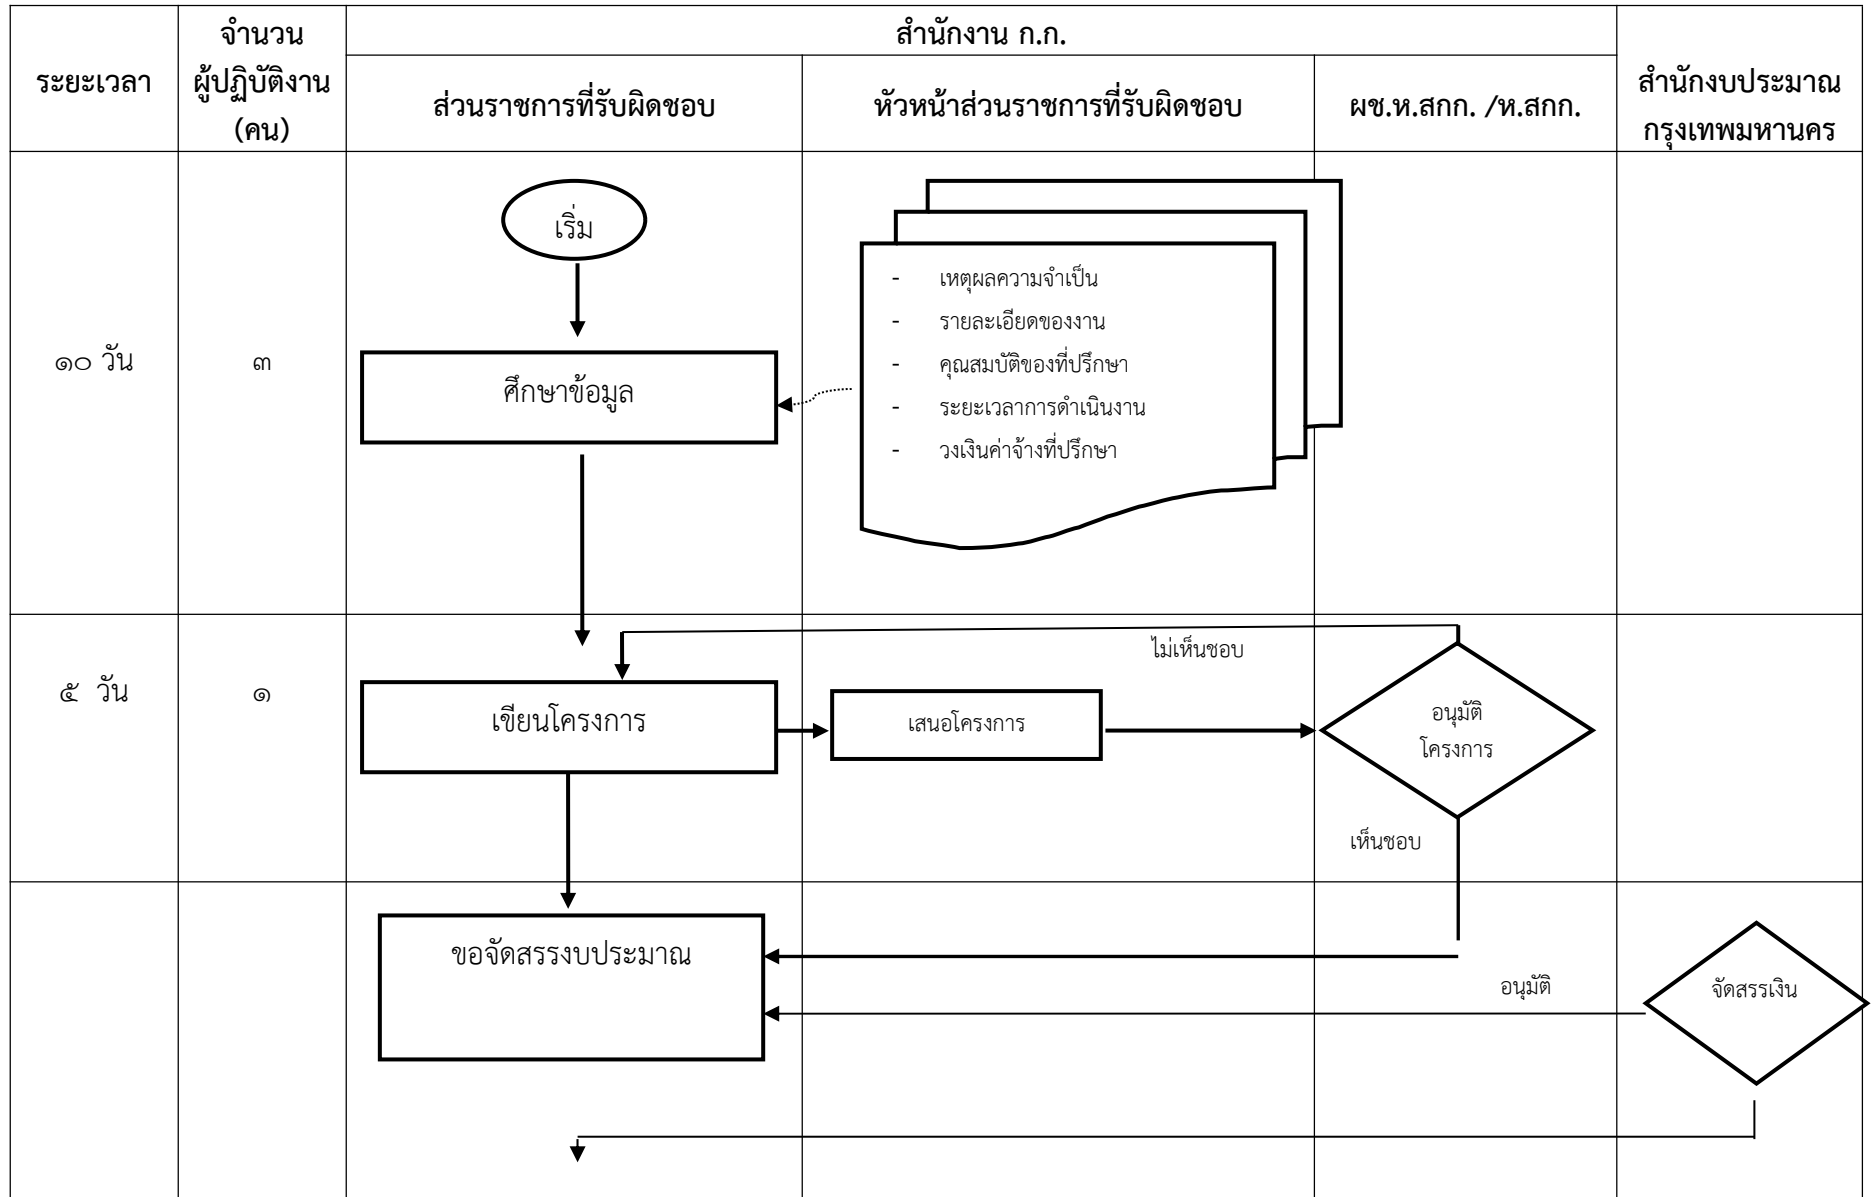 ระยะเวลา
จำนวน
ผู้ปฏิบัติงาน
(คน)
สำนักงาน ก.ก.
ส่วนราชการที่รับผิดชอบ
หัวหน้าส่วนราชการที่รับผิดชอบ
ผช.ห.สกก. /ห.สกก.
สำนักงบประมาณ
กรุงเทพมหานคร
เริ่ม
- เหตุผลความจำเป็น
- รายละเอียดของงาน
- คุณสมบัติของที่ปรึกษา
- ระยะเวลาการดำเนินงาน
- วงเงินค่าจ้างที่ปรึกษา
๑๐ วัน
๓
ศึกษาข้อมูล
ไม่เห็นชอบ
๕ วัน
๑
เขียนโครงการ
เสนอโครงการ
อนุมัติ
โครงการ
เห็นชอบ
ขอจัดสรรงบประมาณ
อนุมัติ
จัดสรรเงิน